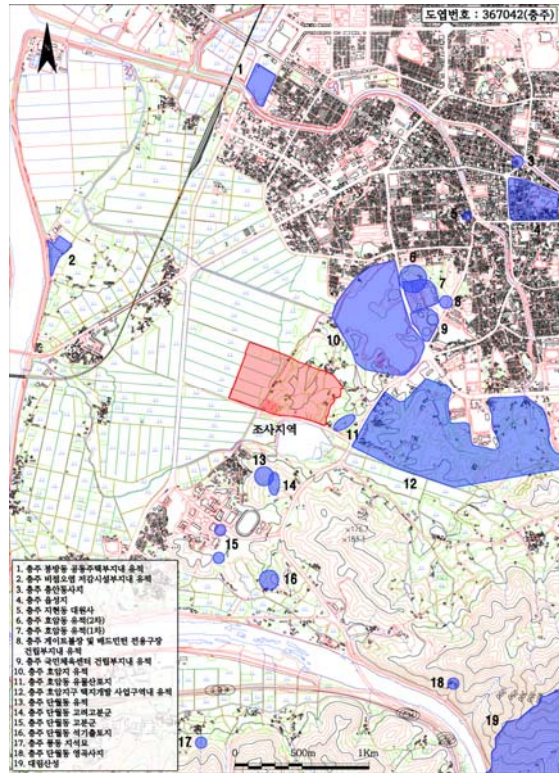 도엽번호 : 367042(충주)
1
2
3
4
5
6
7
8
9
10
조사지역
11
12
13
14
15
16
17
18
19
1. 충주 봉방동 공동주택부지내 유적
2. 충주 비점오염 저감시설부지내 유적
3. 충주 충인동사지
4. 충주 읍성지
5. 충주 지현동 대원사
6. 충주 호암동 유적(2차)
7. 충주 호암동 유적(1차)
8. 충주 게이트볼장 및 배드민턴 전용구장
건립부지내 유적
9. 충주 국민체육센터 건립부지내 유적
10. 충주 호암지 유적
11. 충주 호암동 유물산포지
12. 충주 호암지구 택지개발 사업구역내 유적
13. 충주 단월동 유적
14. 충주 단월동 고려고분군
15. 충주 단월동 고분군
16. 충주 단월동 석기출토지
17. 충주 풍동 지석묘
18. 충주 단월동 영곡사지
19. 대림산성
0 500m 1Km